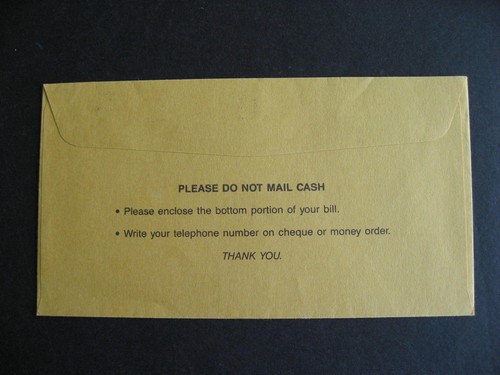 PLEASE DO NOT MAIL CASH
• Please enclose the bottom portion of your bill.
• Write your telephone number on cheque or money order.
THANK YOU.